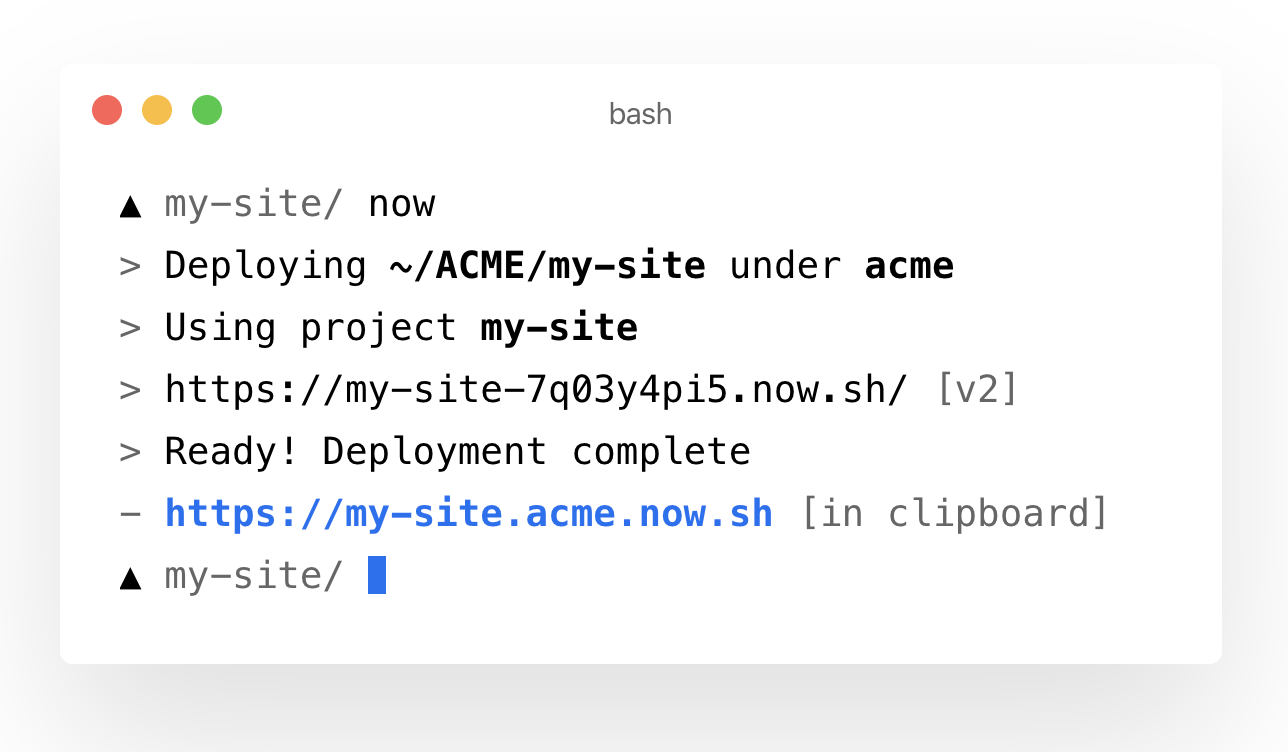 bash
▲ my-site/ now
> Deploying ~/ACME/my-site under acme
> Using project my-site
> https://my-site-7q03y4pi5.now.sh/ [v2]
> Ready! Deployment complete
– https://my-site.acme.now.sh [in clipboard]
▲ my-site/